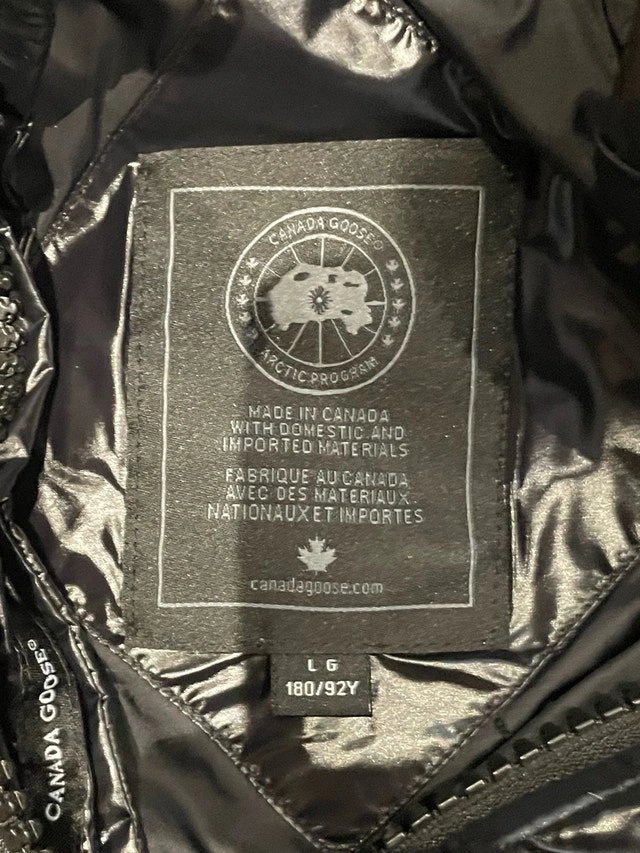 CANADA GOOSE®
ARCTIC PROGRAM
MADE IN CANADA
WITH DOMESTIC AND
IMPORTED MATERIALS
FABRIQUE AU CANADA
AVEC DES MATERIAUX
NATIONAUX ET IMPORTES
canadagoose.com
L G
180/92Y
CANADA GOOSE®